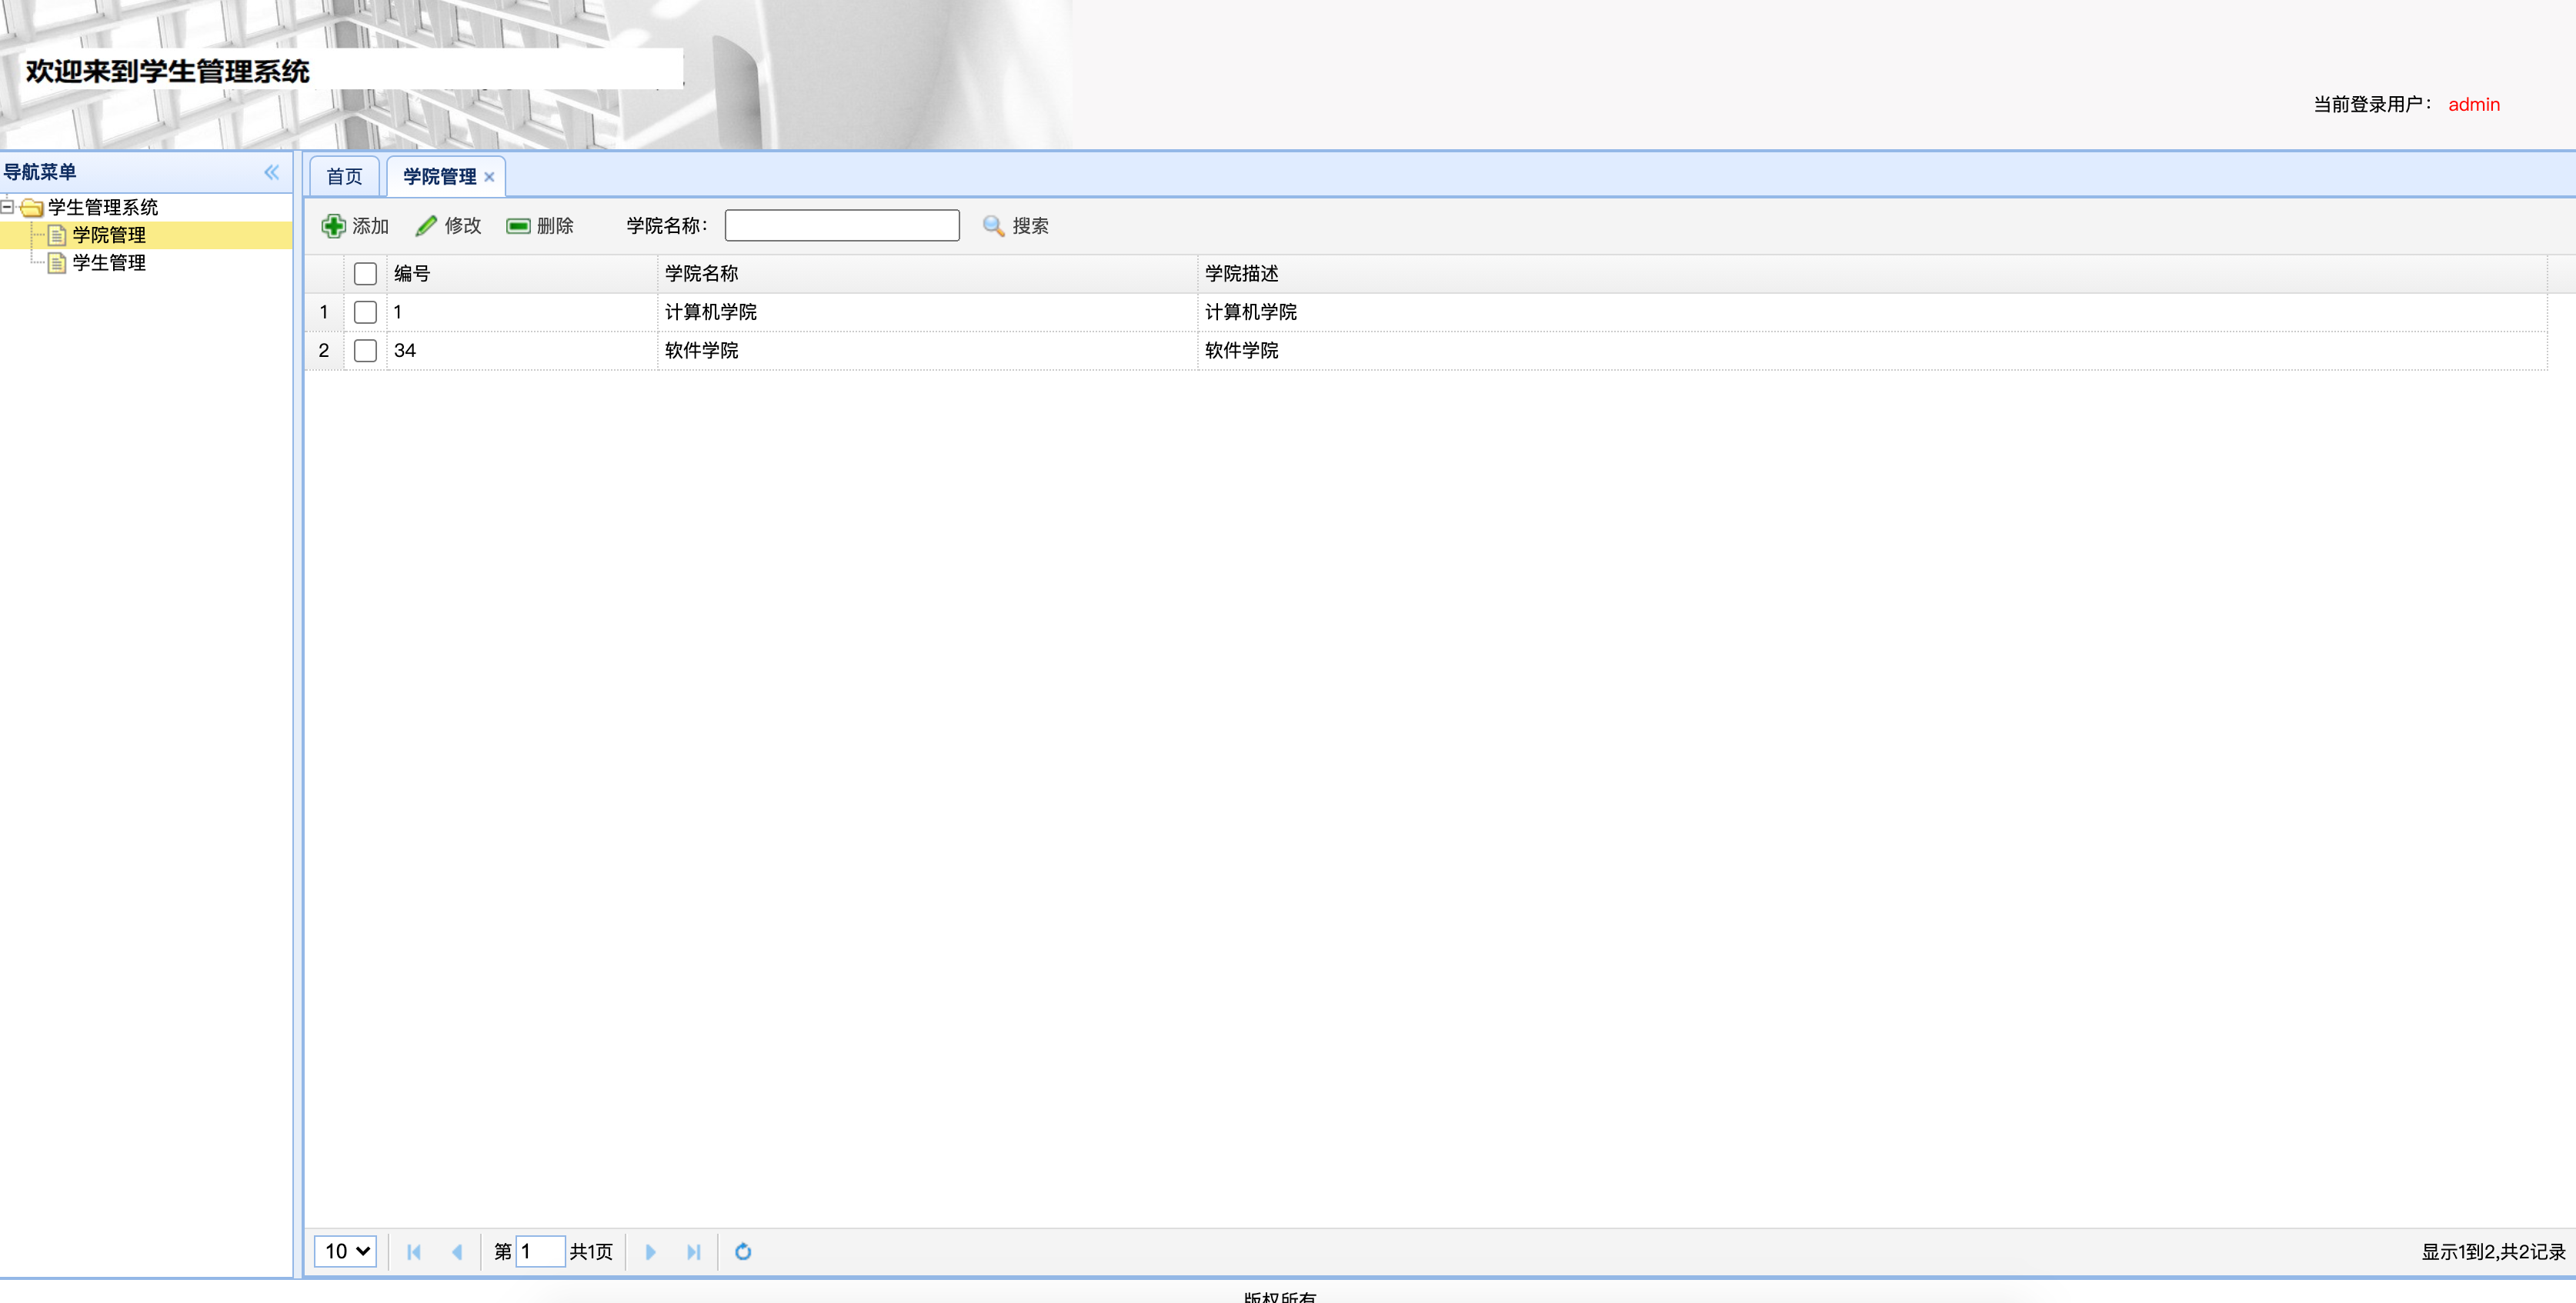 欢迎来到学生管理系统
当前登录用户： admin
导航菜单
首页 学院管理
学生管理系统
学院管理
学生管理
添加 修改 删除 学院名称： 搜索
编号 学院名称 学院描述
1 1 计算机学院 计算机学院
2 34 软件学院 软件学院
10 第 1 共1页 显示1到2,共2记录
版权所有